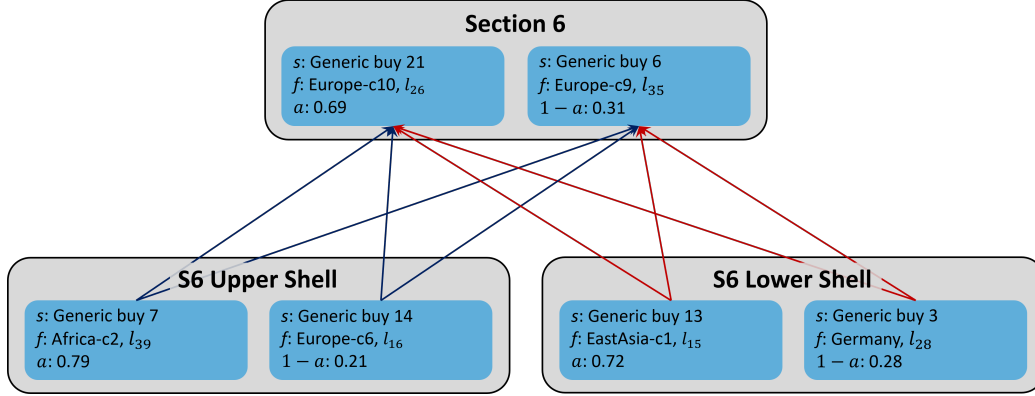 Section 6
s: Generic buy 21
f: Europe-c10, l₂₆
a: 0.69
s: Generic buy 6
f: Europe-c9, l₃₅
1 − a: 0.31
S6 Upper Shell
s: Generic buy 7
f: Africa-c2, l₃₉
a: 0.79
s: Generic buy 14
f: Europe-c6, l₁₆
1 − a: 0.21
S6 Lower Shell
s: Generic buy 13
f: EastAsia-c1, l₁₅
a: 0.72
s: Generic buy 3
f: Germany, l₂₈
1 − a: 0.28